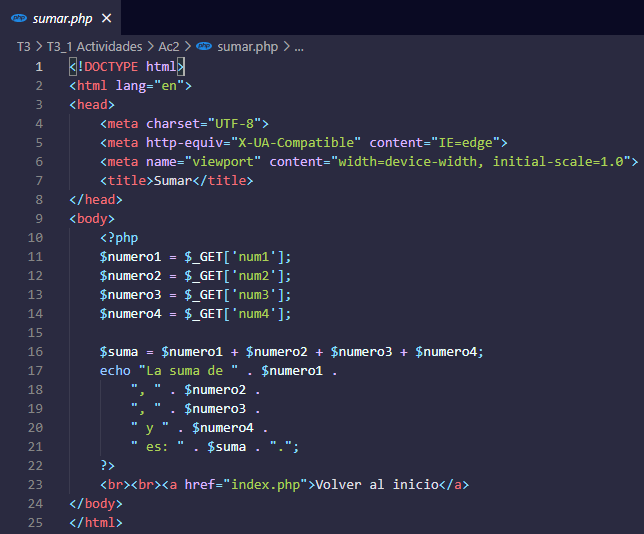 php sumar.php ×
T3 > T3_1 Actividades > Ac2 > php sumar.php > ...
1 <!DOCTYPE html>
2 <html lang="en">
3 <head>
4     <meta charset="UTF-8">
5     <meta http-equiv="X-UA-Compatible" content="IE=edge">
6     <meta name="viewport" content="width=device-width, initial-scale=1.0">
7     <title>Sumar</title>
8 </head>
9 <body>
10     <?php
11     $numero1 = $_GET['num1'];
12     $numero2 = $_GET['num2'];
13     $numero3 = $_GET['num3'];
14     $numero4 = $_GET['num4'];
15
16     $suma = $numero1 + $numero2 + $numero3 + $numero4;
17     echo "La suma de " . $numero1 .
18         ", " . $numero2 .
19         ", " . $numero3 .
20         " y " . $numero4 .
21         " es: " . $suma . ".";
22     ?>
23     <br><br><a href="index.php">Volver al inicio</a>
24 </body>
25 </html>